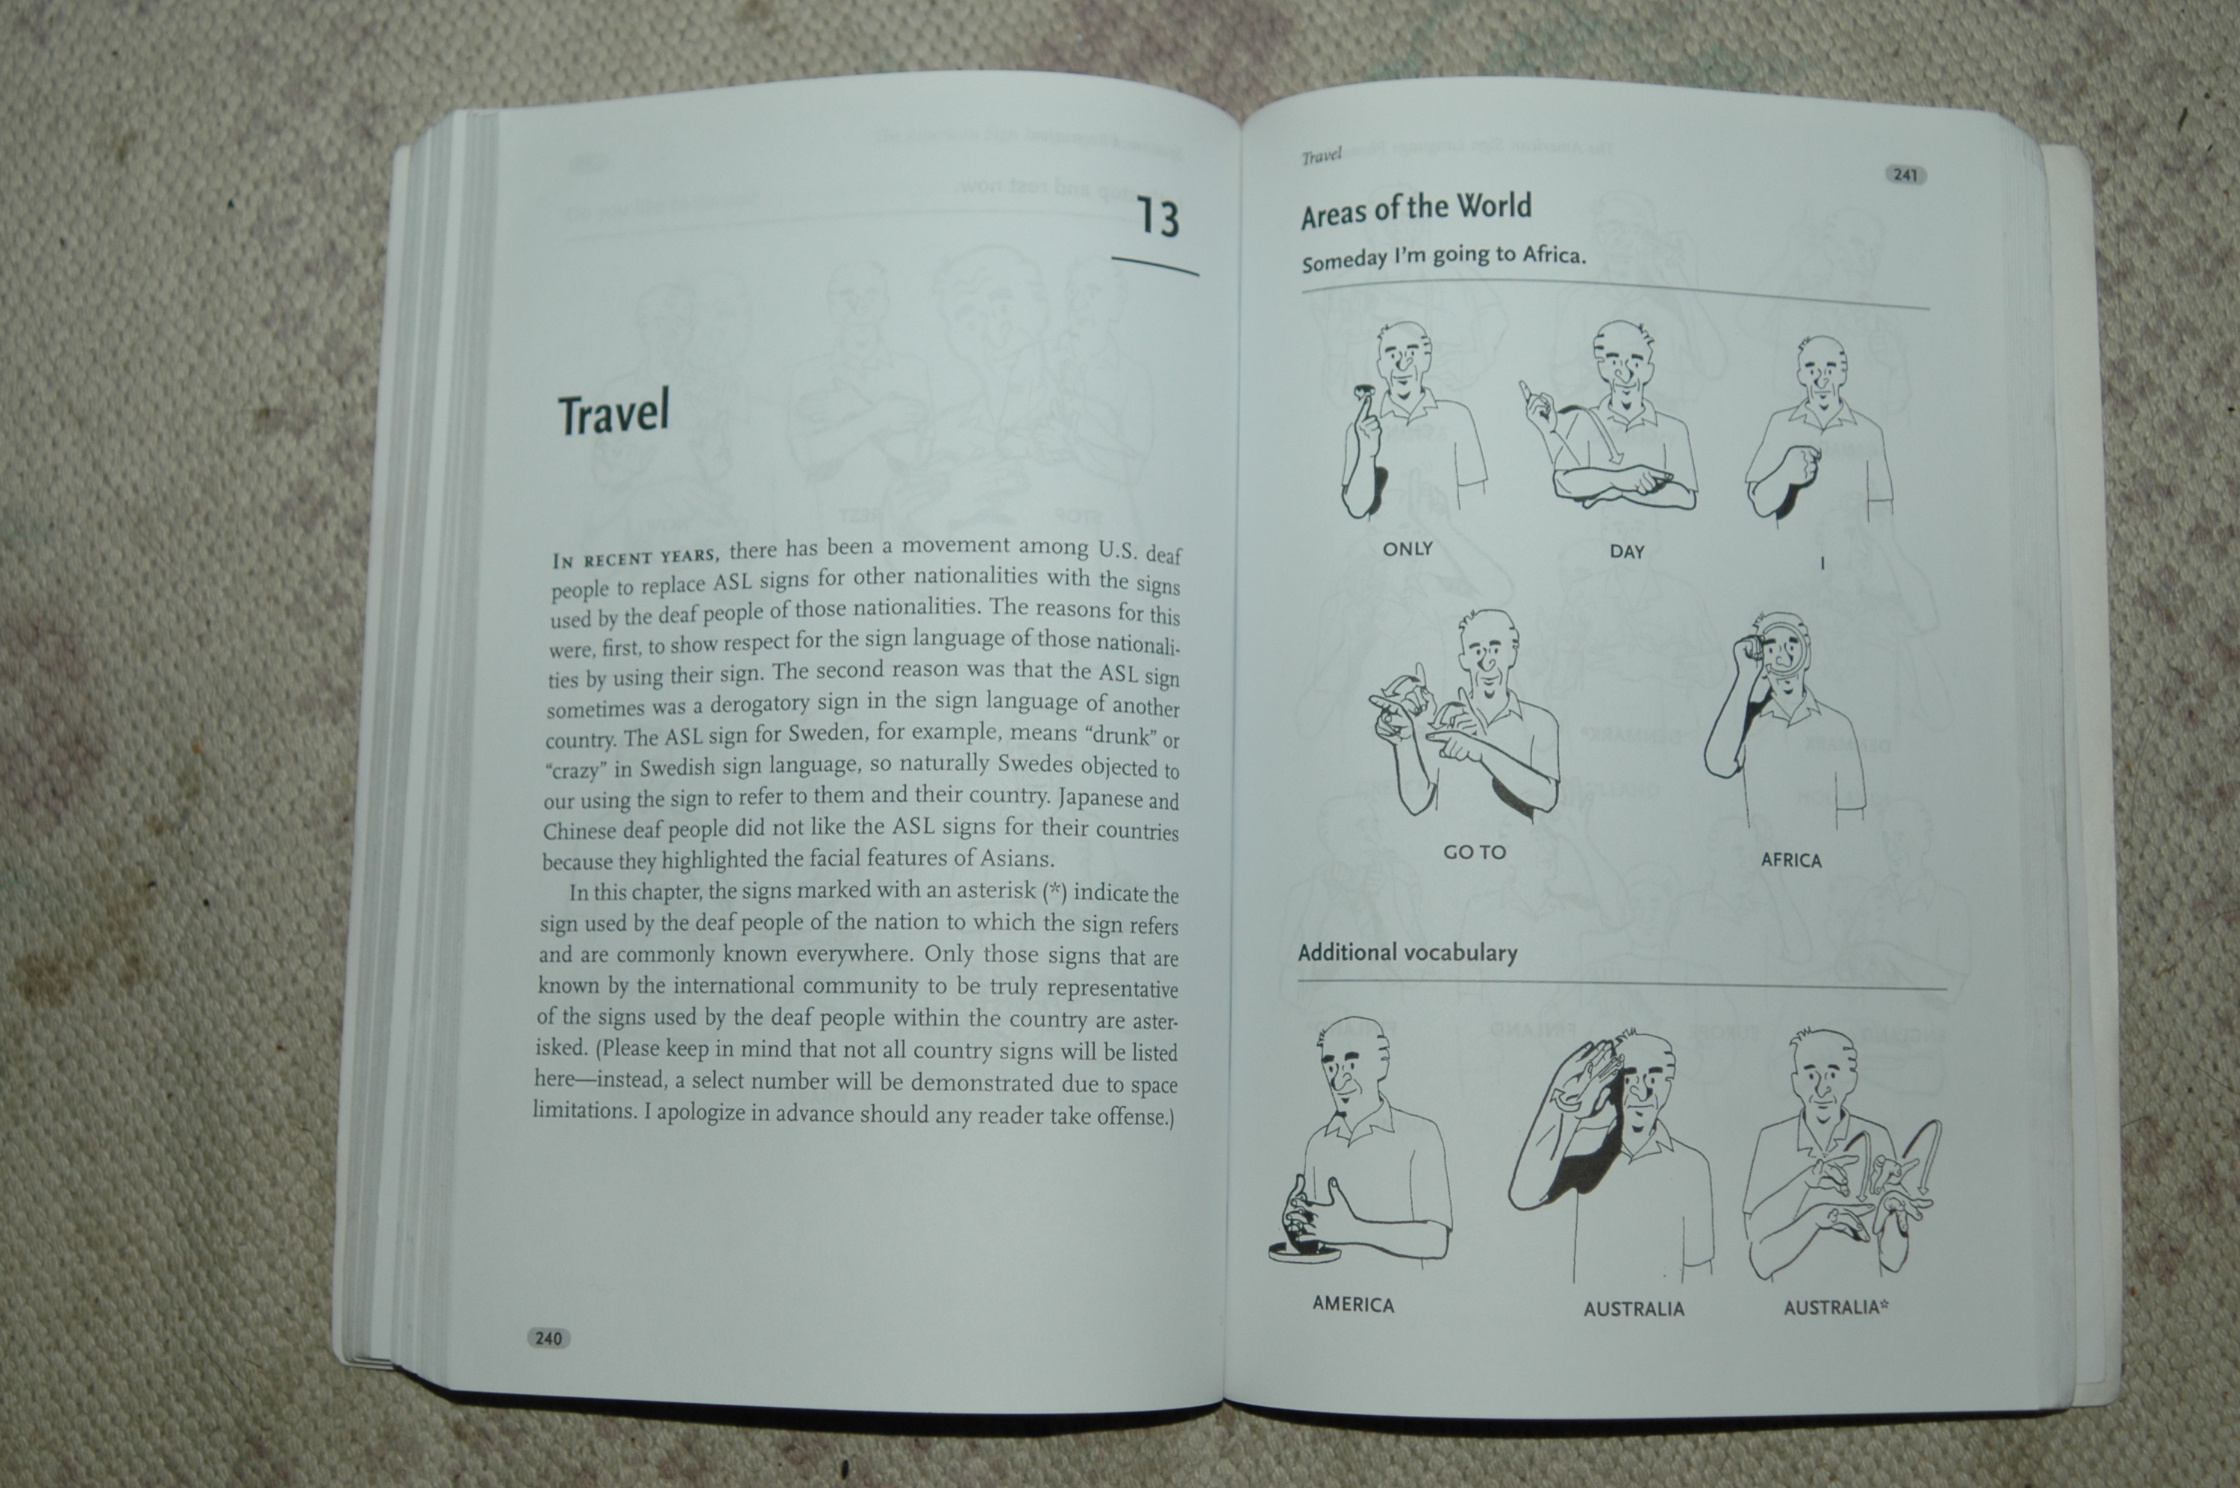 13
Travel
IN RECENT YEARS, there has been a movement among U.S. deaf
people to replace ASL signs for other nationalities with the signs
used by the deaf people of those nationalities. The reasons for this
were, first, to show respect for the sign language of those nationali-
ties by using their sign. The second reason was that the ASL sign
sometimes was a derogatory sign in the sign language of another
country. The ASL sign for Sweden, for example, means “drunk” or
“crazy” in Swedish sign language, so naturally Swedes objected to
our using the sign to refer to them and their country. Japanese and
Chinese deaf people did not like the ASL signs for their countries
because they highlighted the facial features of Asians.
In this chapter, the signs marked with an asterisk (*) indicate the
sign used by the deaf people of the nation to which the sign refers
and are commonly known everywhere. Only those signs that are
known by the international community to be truly representative
of the signs used by the deaf people within the country are aster-
isked. (Please keep in mind that not all country signs will be listed
here—instead, a select number will be demonstrated due to space
limitations. I apologize in advance should any reader take offense.)
240
Travel 241
Areas of the World
Someday I'm going to Africa.
ONLY DAY I
GO TO AFRICA
Additional vocabulary
AMERICA AUSTRALIA AUSTRALIA*